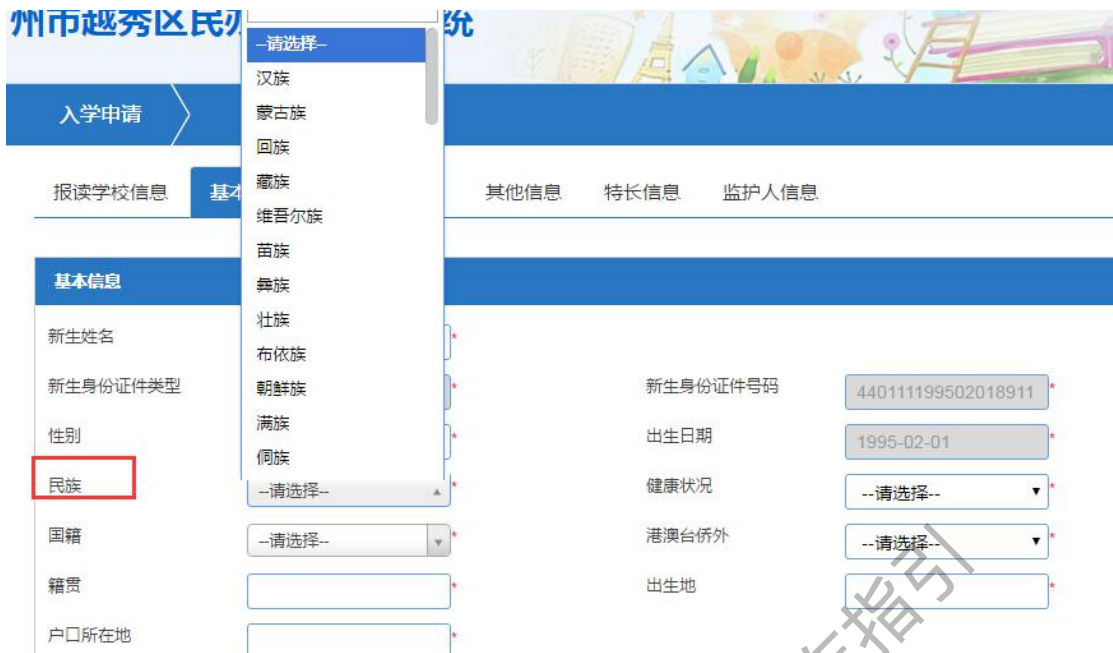 州市越秀区民办
统
--请选择--
汉族
蒙古族
回族
藏族
维吾尔族
苗族
彝族
壮族
布依族
朝鲜族
满族
侗族
入学申请
报读学校信息
基本
其他信息
特长信息
监护人信息
基本信息
新生姓名 *
新生身份证件类型 *
新生身份证件号码 440111199502018911 *
性别 *
出生日期 1995-02-01 *
民族 --请选择-- *
健康状况 --请选择-- *
国籍 --请选择-- *
港澳台侨外 --请选择-- *
籍贯 *
出生地 *
户口所在地 *
指引